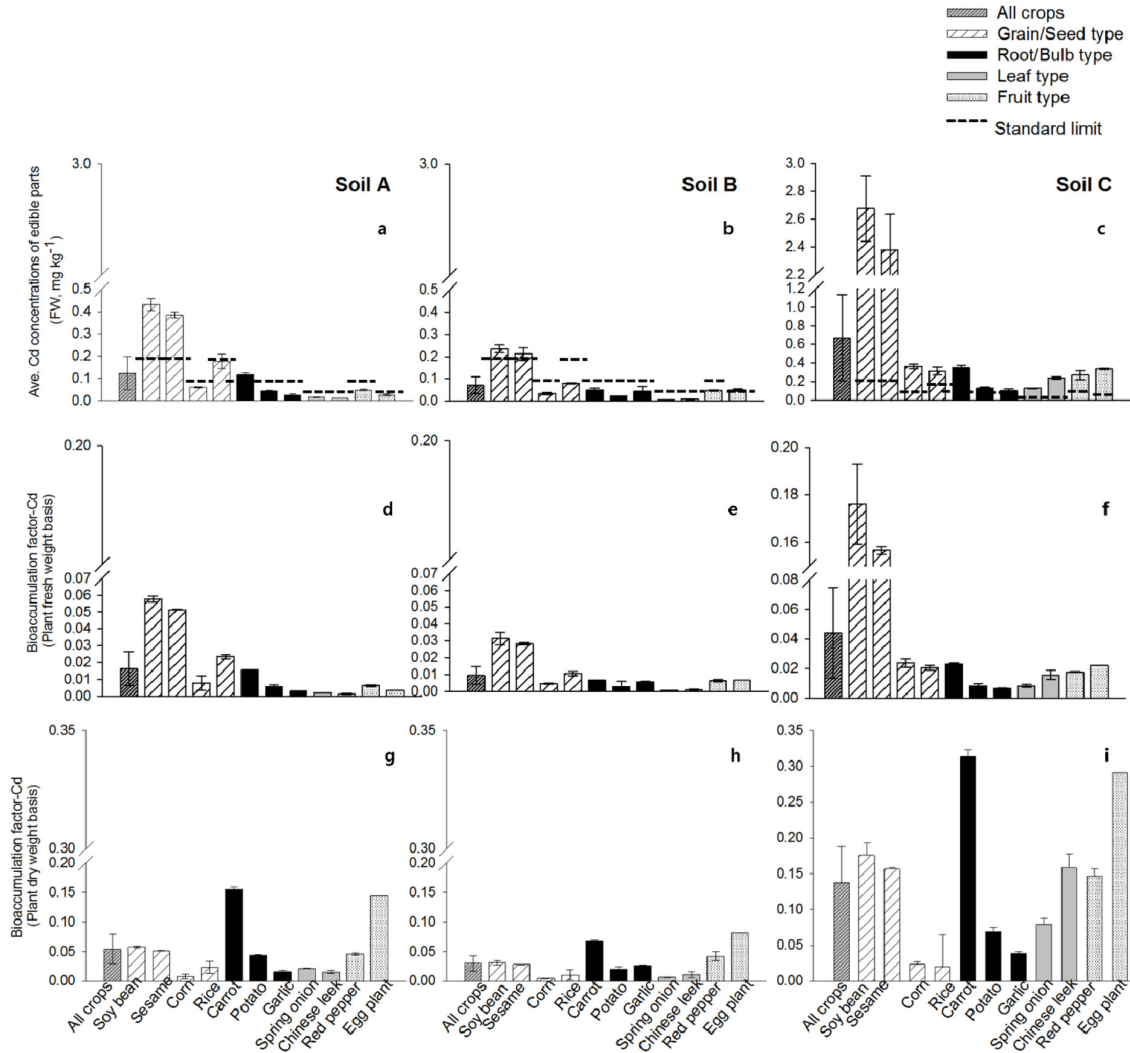 All crops
Grain/Seed type
Root/Bulb type
Leaf type
Fruit type
Standard limit
Ave. Cd concentrations of edible parts
(FW, mg kg⁻¹)
3.0
0.5
0.4
0.3
0.2
0.1
0.0
Soil A
a
3.0
0.5
0.4
0.3
0.2
0.1
0.0
Soil B
b
3.0
2.8
2.6
2.4
2.2
1.2
1.0
0.8
0.6
0.4
0.2
0.0
Soil C
c
Bioaccumulation factor-Cd
(Plant fresh weight basis)
0.20
0.07
0.06
0.05
0.04
0.03
0.02
0.01
0.00
d
0.20
0.07
0.06
0.05
0.04
0.03
0.02
0.01
0.00
e
0.20
0.18
0.16
0.08
0.06
0.04
0.02
0.00
f
Bioaccumulation factor-Cd
(Plant dry weight basis)
0.35
0.30
0.20
0.15
0.10
0.05
0.00
g
All crops
Soy bean
Sesame
Corn
Rice
Carrot
Potato
Garlic
Spring onion
Chinese leek
Red pepper
Egg plant
0.35
0.30
0.20
0.15
0.10
0.05
0.00
h
All crops
Soy bean
Sesame
Corn
Rice
Carrot
Potato
Garlic
Spring onion
Chinese leek
Red pepper
Egg plant
0.35
0.30
0.25
0.20
0.15
0.10
0.05
0.00
i
All crops
Soy bean
Sesame
Corn
Rice
Carrot
Potato
Garlic
Spring onion
Chinese leek
Red pepper
Egg plant